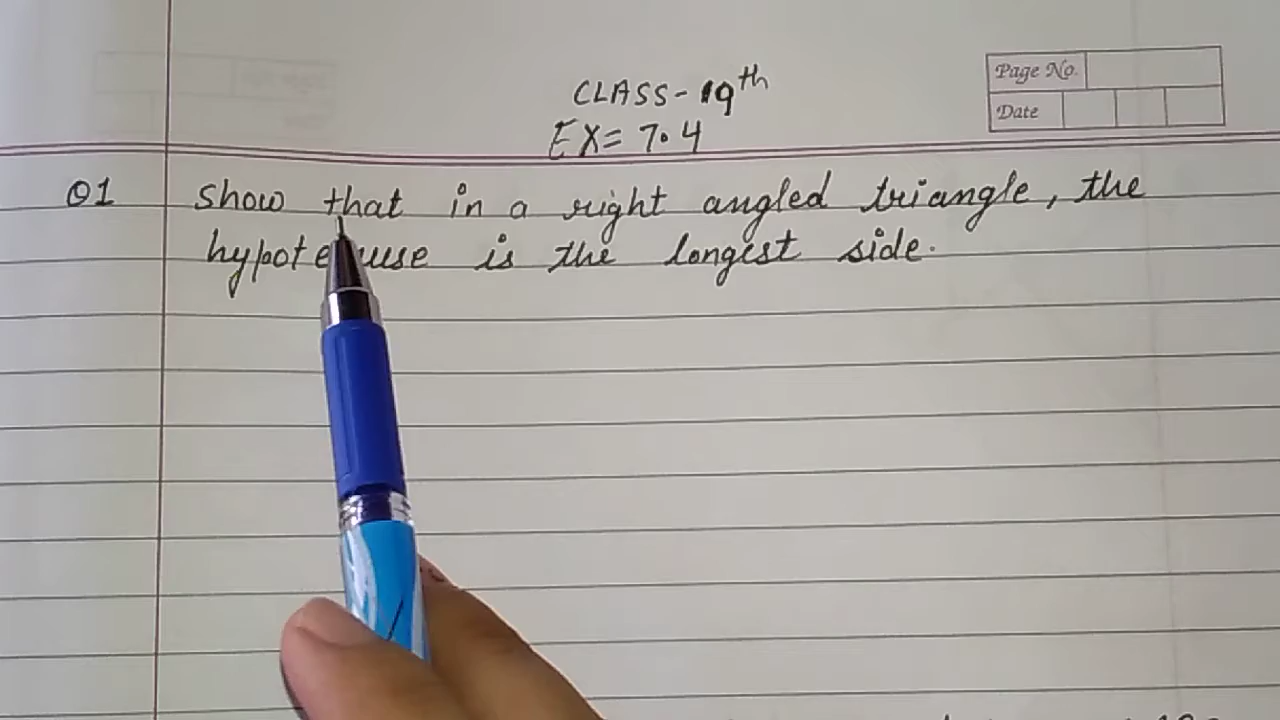 CLASS- 9th
Page No.
EX= 7.4
Date
Q1 Show that in a right angled triangle, the
hypotenuse is the longest side.